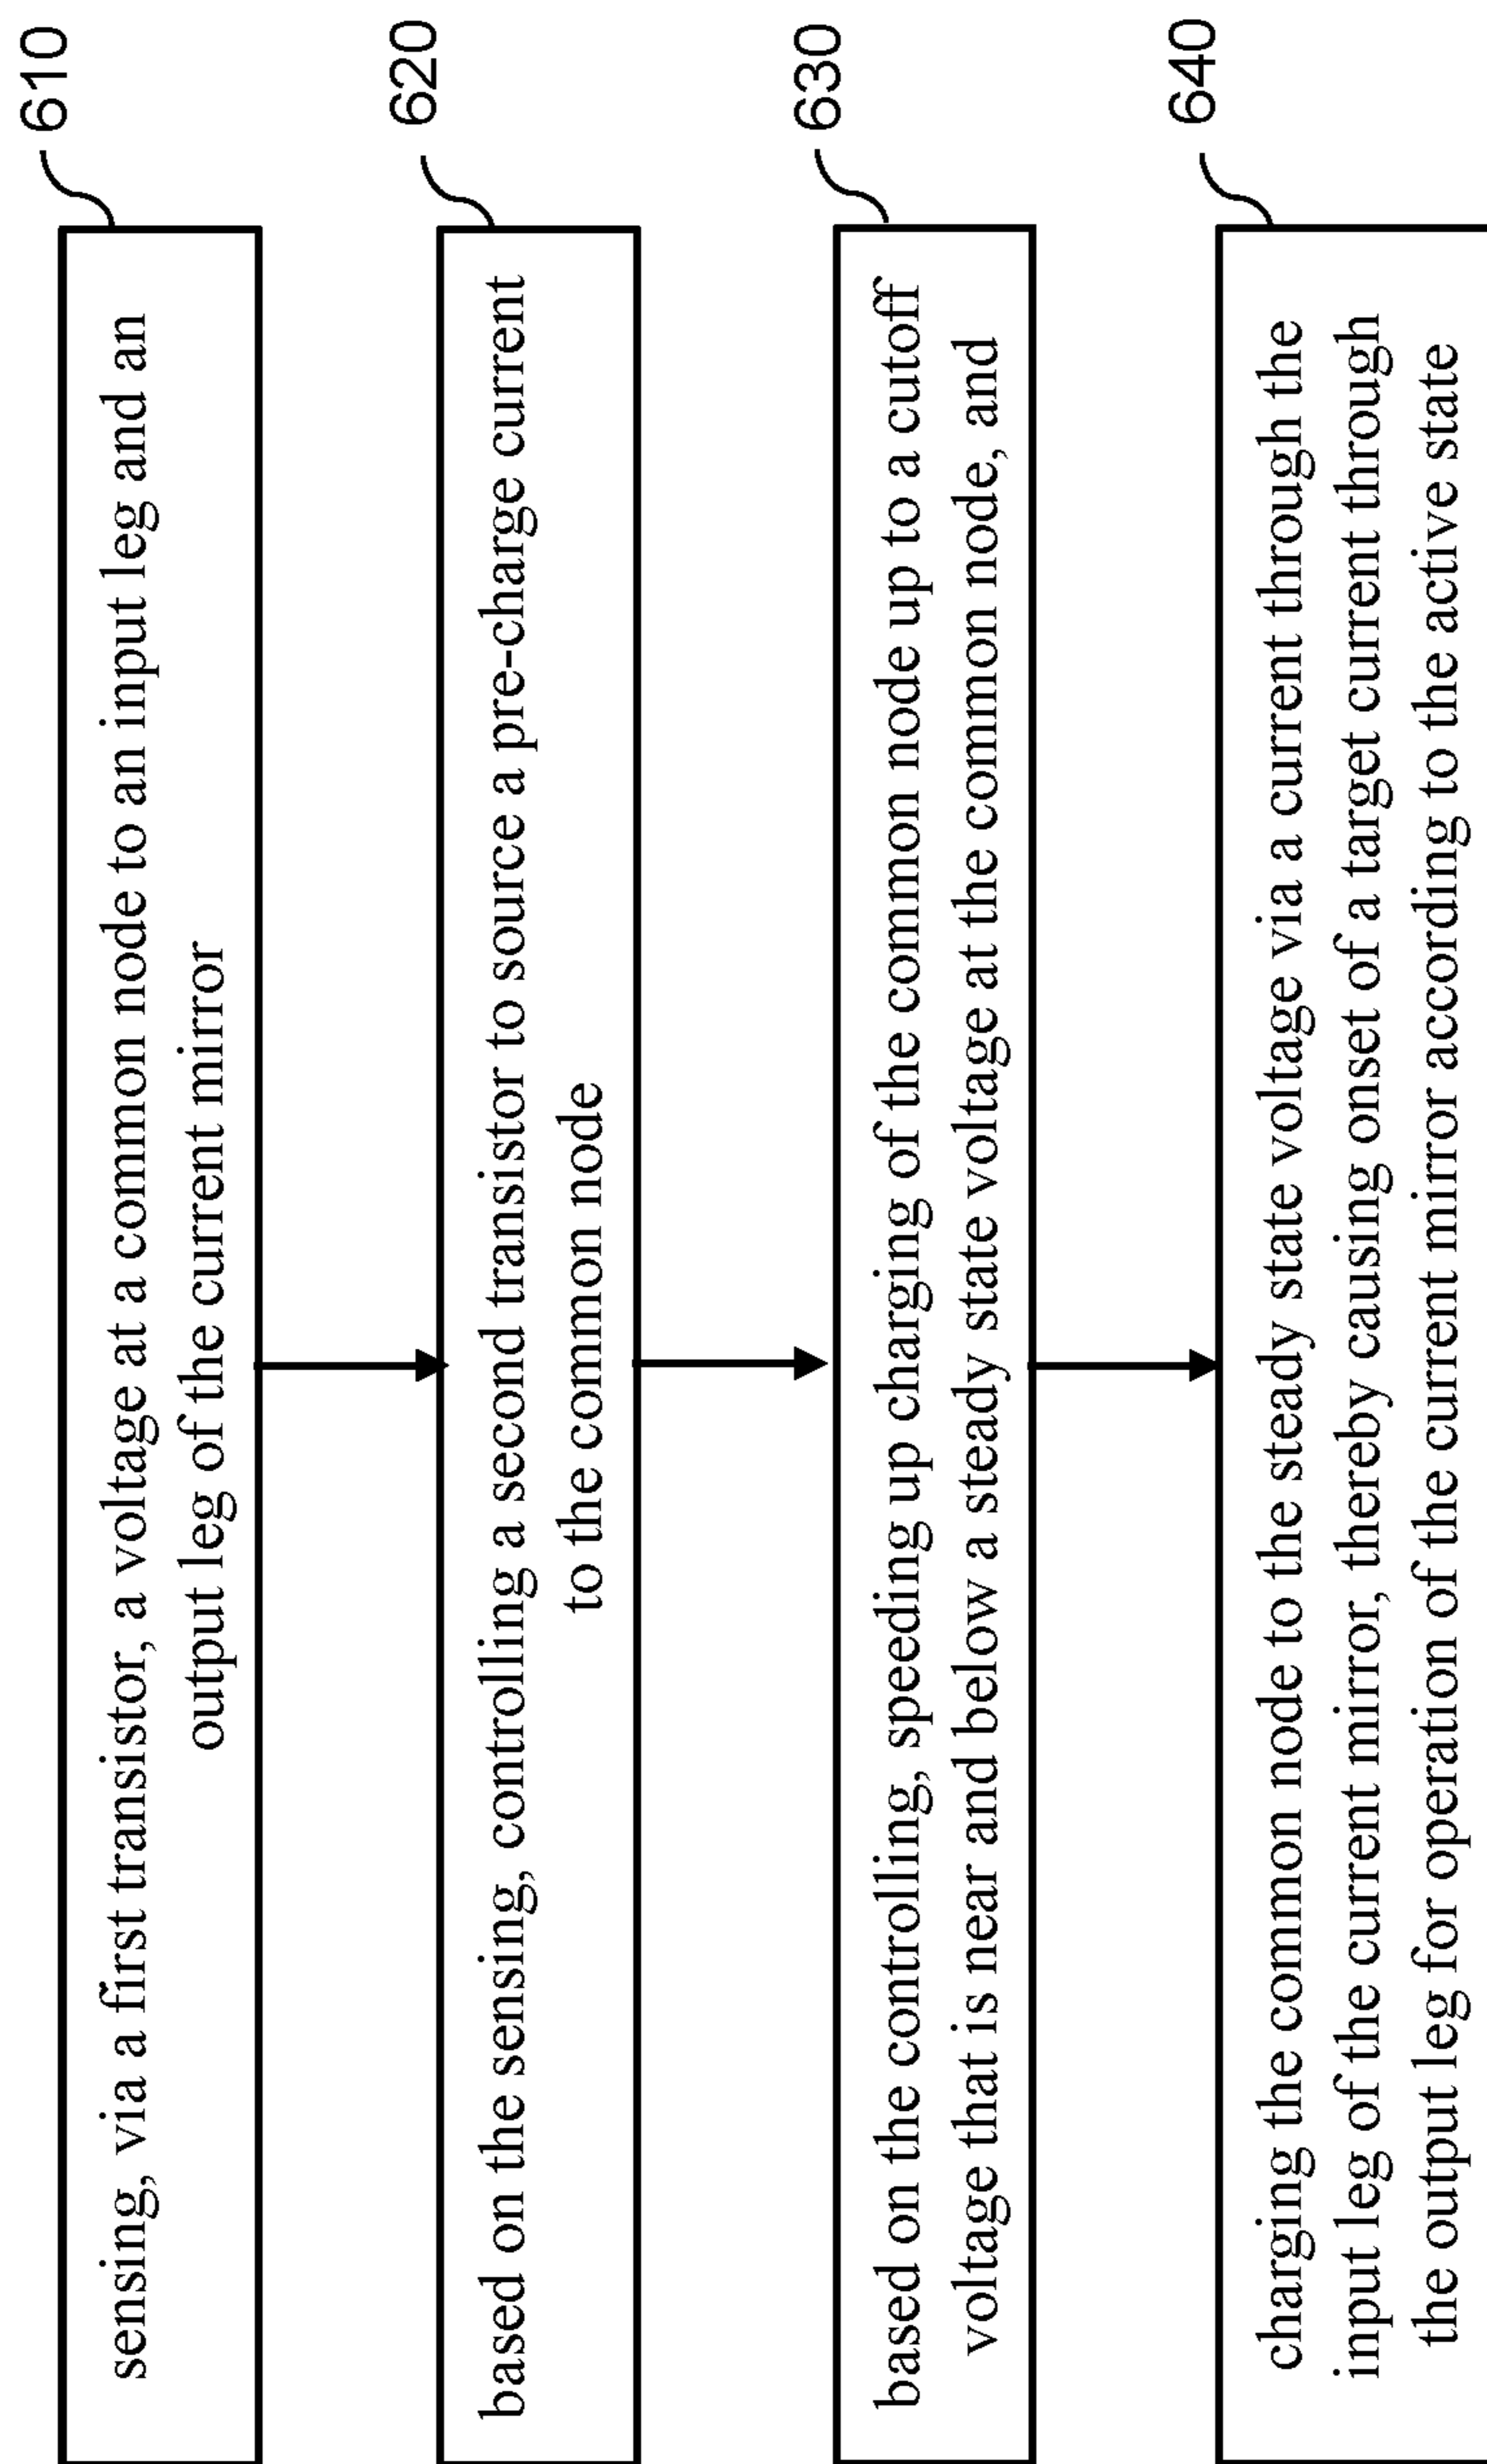 610
sensing, via a first transistor, a voltage at a common node to an input leg and an
output leg of the current mirror
620
based on the sensing, controlling a second transistor to source a pre-charge current
to the common node
630
based on the controlling, speeding up charging of the common node up to a cutoff
voltage that is near and below a steady state voltage at the common node, and
640
charging the common node to the steady state voltage via a current through the
input leg of the current mirror, thereby causing onset of a target current through
the output leg for operation of the current mirror according to the active state